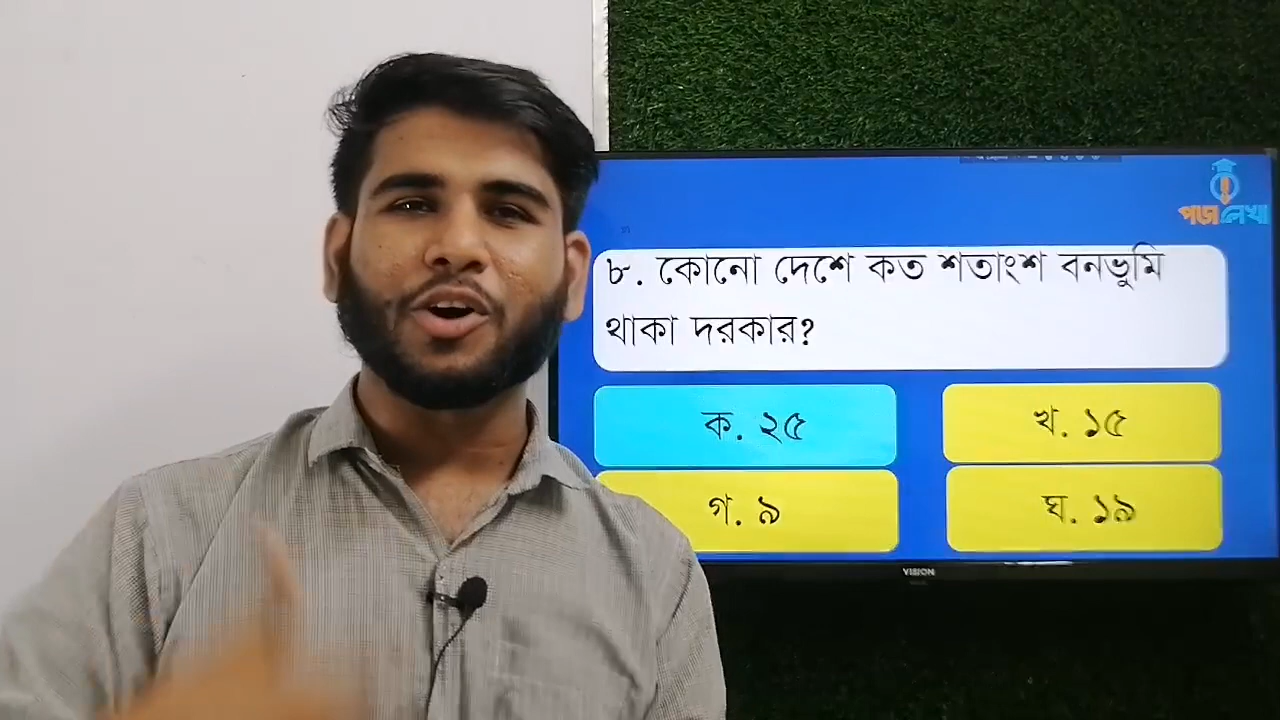 পড়ালেখা
৮. কোনো দেশে কত শতাংশ বনভুমি
থাকা দরকার?
ক. ২৫
খ. ১৫
গ. ৯
ঘ. ১৯
VISION